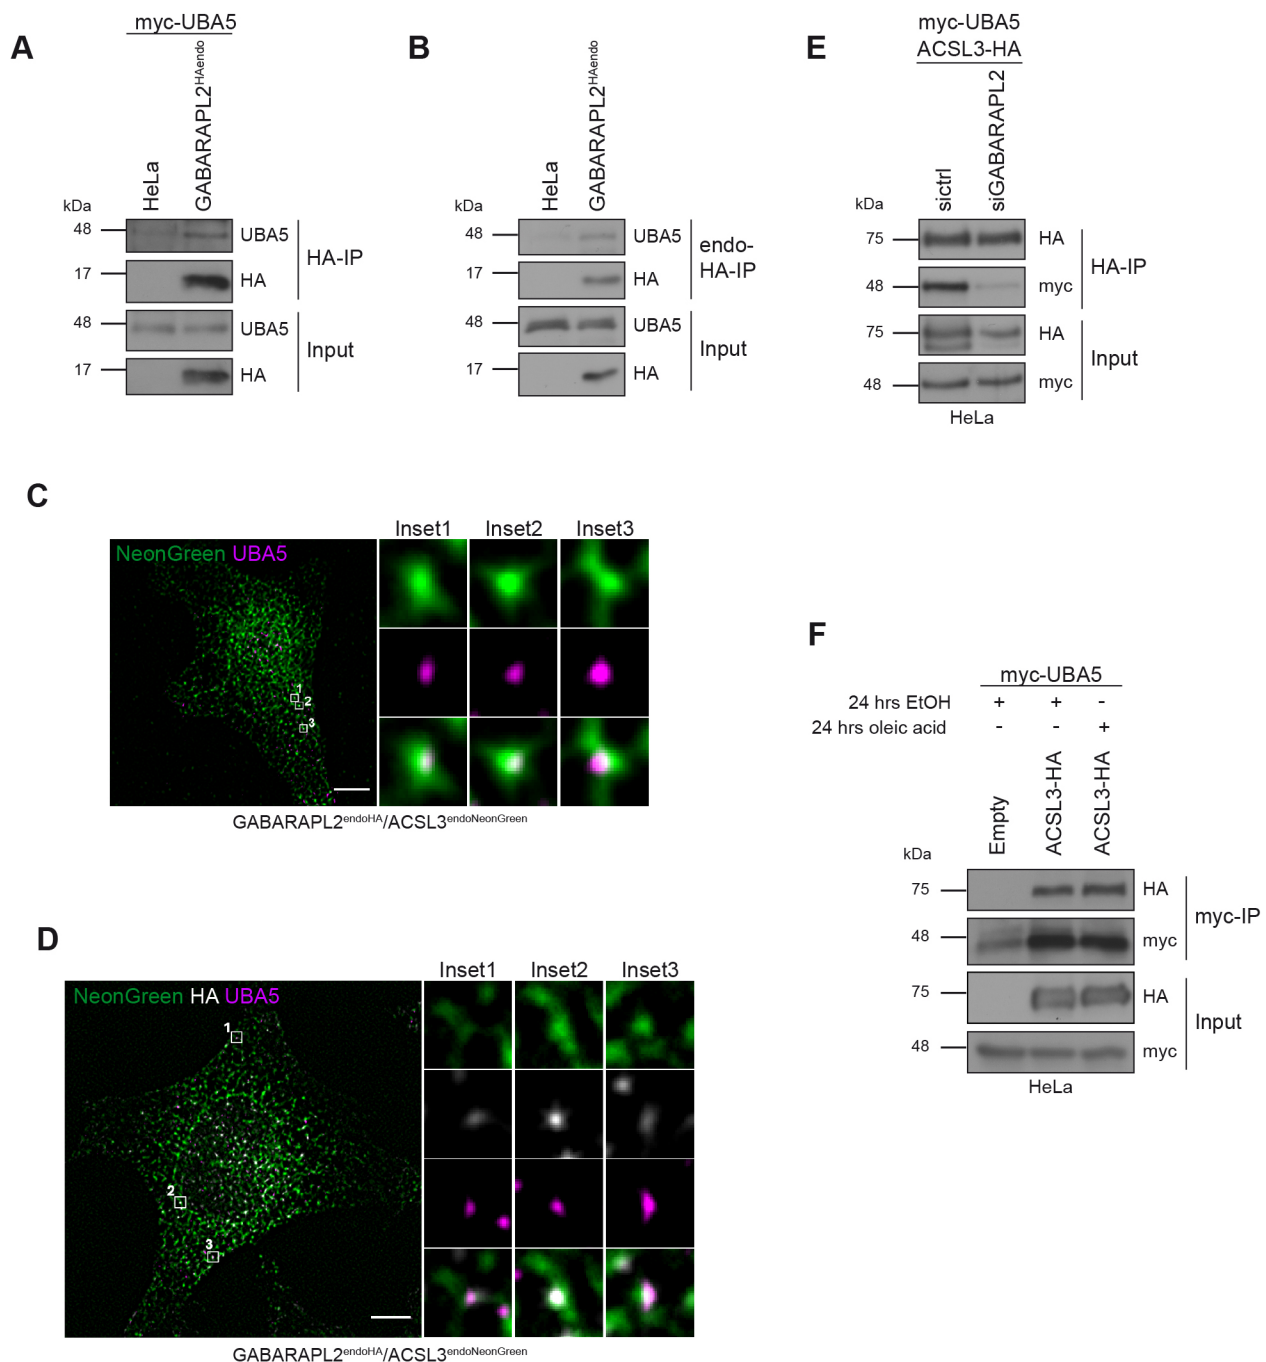 A
myc-UBA5
HeLa
GABARAPL2HAendo
kDa
48
UBA5
17
HA
HA-IP
48
UBA5
17
HA
Input
B
HeLa
GABARAPL2HAendo
kDa
48
UBA5
17
HA
endo-
HA-IP
48
UBA5
17
HA
Input
E
myc-UBA5
ACSL3-HA
sictrl
siGABARAPL2
kDa
75
HA
48
myc
HA-IP
75
HA
48
myc
Input
HeLa
C
NeonGreen UBA5
Inset1 Inset2 Inset3
1
2
3
GABARAPL2endoHA/ACSL3endoNeonGreen
D
NeonGreen HA UBA5
Inset1 Inset2 Inset3
1
2
3
GABARAPL2endoHA/ACSL3endoNeonGreen
F
myc-UBA5
24 hrs EtOH + + -
24 hrs oleic acid - - +
Empty
ACSL3-HA
ACSL3-HA
kDa
75
HA
48
myc
myc-IP
75
HA
48
myc
Input
HeLa